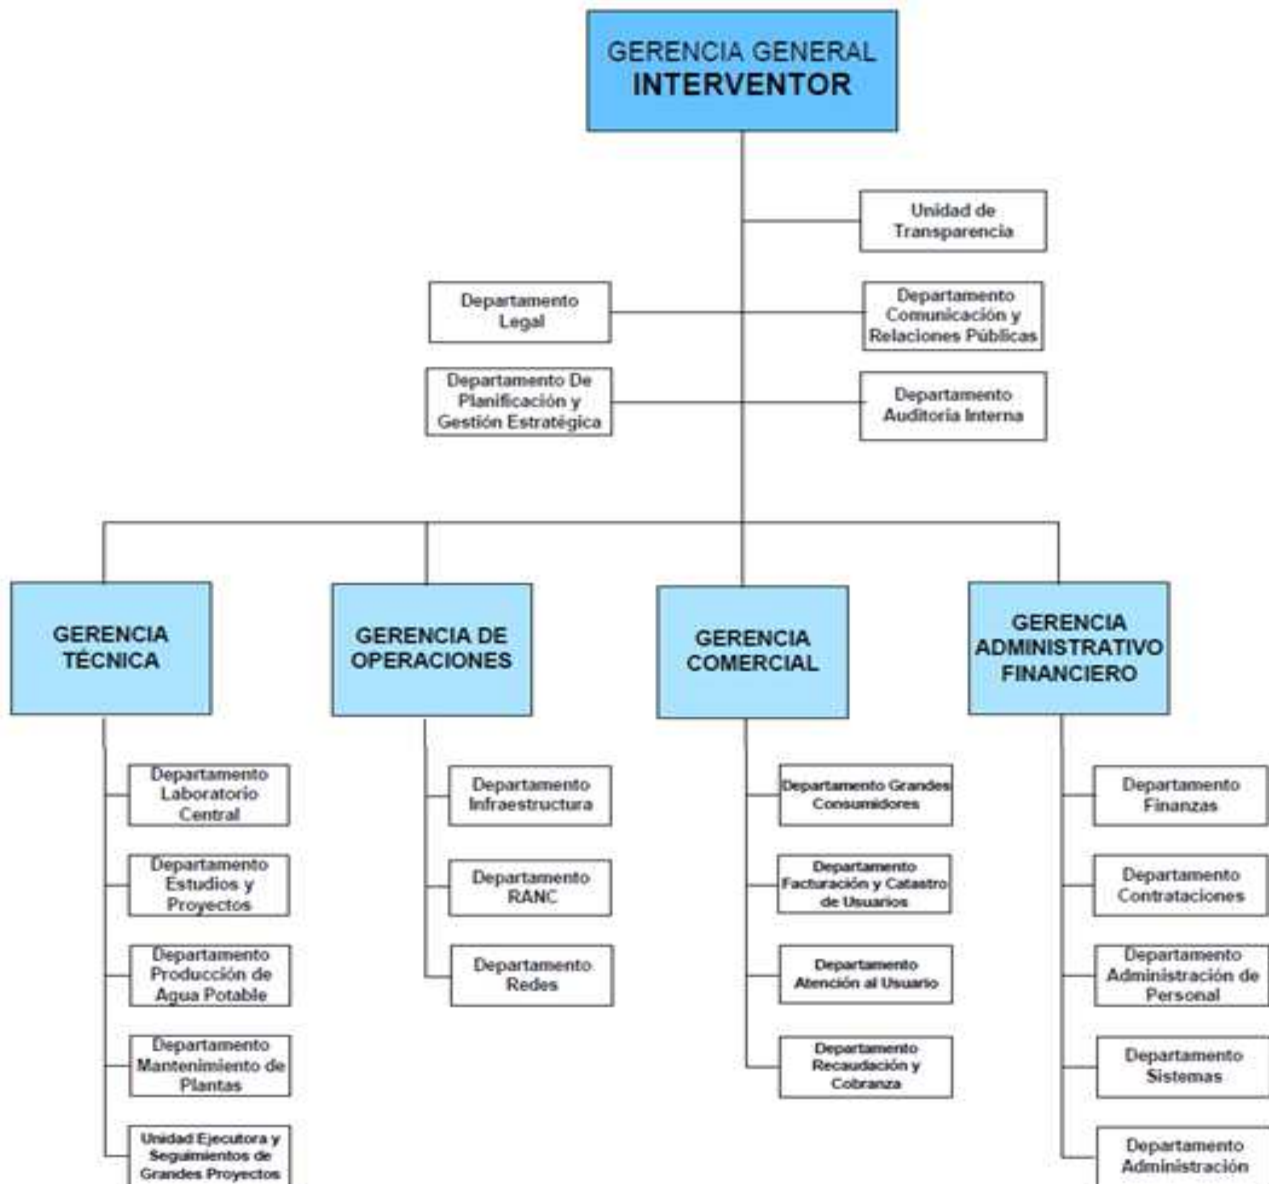 GERENCIA GENERAL
INTERVENTOR
Unidad de
Transparencia
Departamento
Legal
Departamento
Comunicación y
Relaciones Públicas
Departamento De
Planificación y
Gestión Estratégica
Departamento
Auditoria Interna
GERENCIA
TÉCNICA
GERENCIA DE
OPERACIONES
GERENCIA
COMERCIAL
GERENCIA
ADMINISTRATIVO
FINANCIERO
Departamento
Laboratorio
Central
Departamento
Estudios y
Proyectos
Departamento
Producción de
Agua Potable
Departamento
Mantenimiento de
Plantas
Unidad Ejecutora y
Seguimientos de
Grandes Proyectos
Departamento
Infraestructura
Departamento
RANC
Departamento
Redes
Departamento Grandes
Consumidores
Departamento
Facturación y Catastro
de Usuarios
Departamento
Atención al Usuario
Departamento
Recaudación y
Cobranza
Departamento
Finanzas
Departamento
Contrataciones
Departamento
Administración de
Personal
Departamento
Sistemas
Departamento
Administración